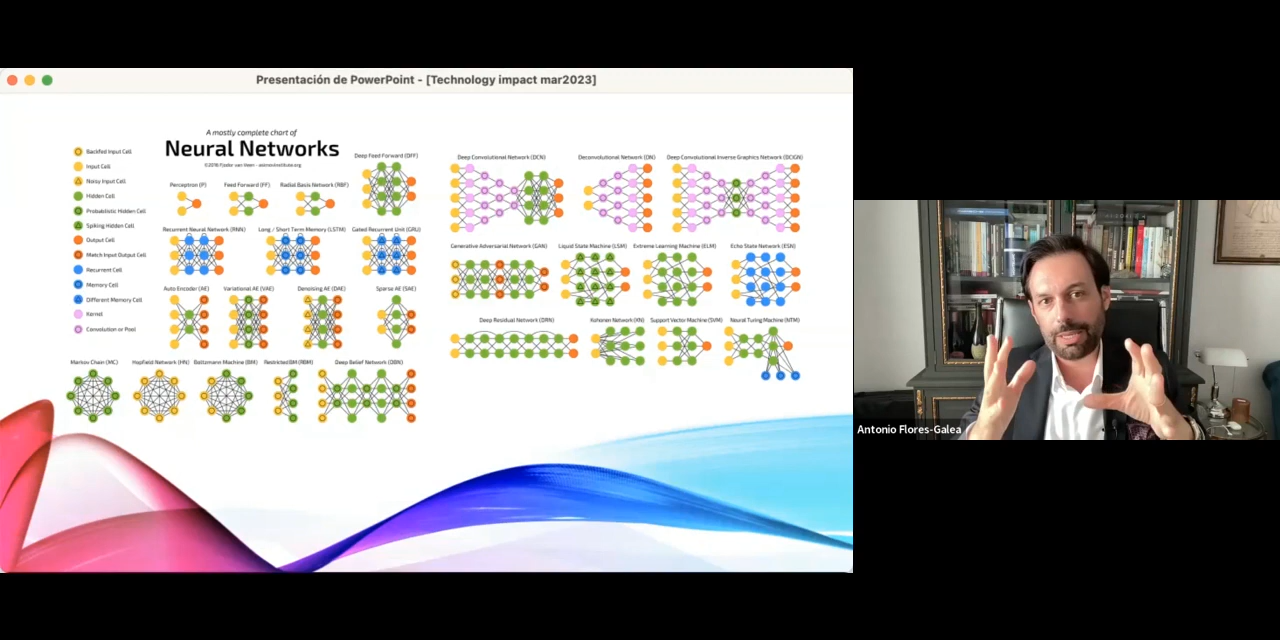 Presentación de PowerPoint - [Technology impact mar2023]
A mostly complete chart of
Neural Networks
©2016 Fjodor van Veen - asimovinstitute.org
Backfed Input Cell
Input Cell
Noisy Input Cell
Hidden Cell
Probablistic Hidden Cell
Spiking Hidden Cell
Output Cell
Match Input Output Cell
Recurrent Cell
Memory Cell
Different Memory Cell
Kernel
Convolution or Pool
Perceptron (P)
Feed Forward (FF)
Radial Basis Network (RBF)
Deep Feed Forward (DFF)
Recurrent Neural Network (RNN)
Long / Short Term Memory (LSTM)
Gated Recurrent Unit (GRU)
Auto Encoder (AE)
Variational AE (VAE)
Denoising AE (DAE)
Sparse AE (SAE)
Markov Chain (MC)
Hopfield Network (HN)
Boltzmann Machine (BM)
Restricted BM (RBM)
Deep Belief Network (DBN)
Deep Convolutional Network (DCN)
Deconvolutional Network (DN)
Deep Convolutional Inverse Graphics Network (DCIGN)
Generative Adversarial Network (GAN)
Liquid State Machine (LSM)
Extreme Learning Machine (ELM)
Echo State Network (ESN)
Deep Residual Network (DRN)
Kohonen Network (KN)
Support Vector Machine (SVM)
Neural Turing Machine (NTM)
Antonio Flores-Galea